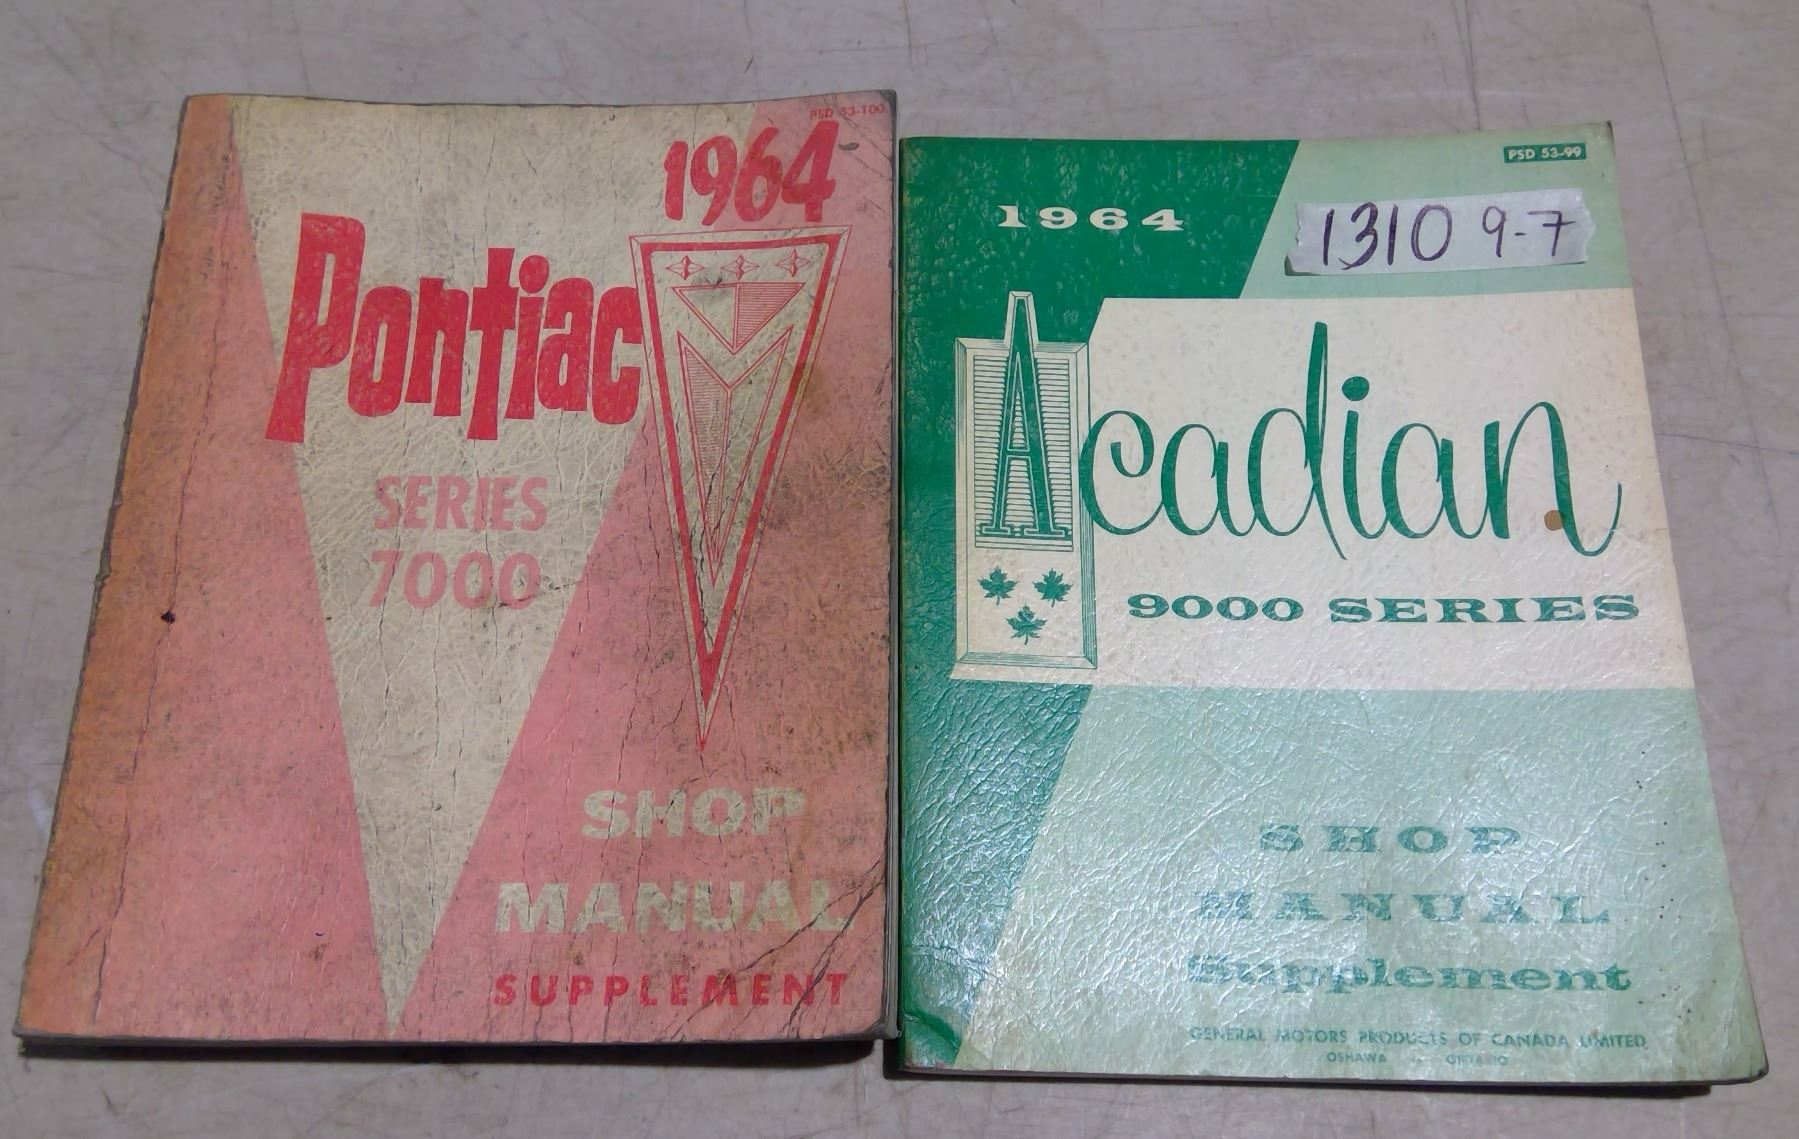 PSD 53-100
1964
Pontiac
SERIES
7000
SHOP
MANUAL
SUPPLEMENT
PSD 53-99
1964
1310 9-7
Acadian
9000 SERIES
SHOP
MANUAL
Supplement
GENERAL MOTORS PRODUCTS OF CANADA LIMITED
OSHAWA - ONTARIO